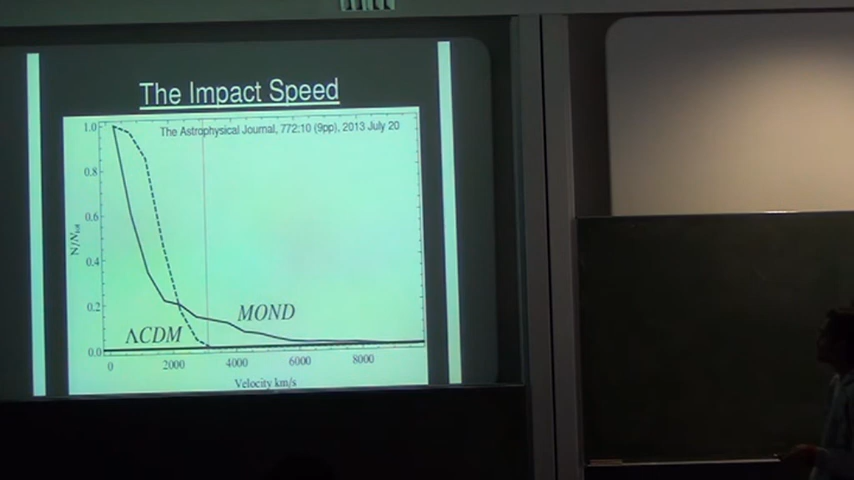 The Impact Speed
The Astrophysical Journal, 772:10 (9pp), 2013 July 20
1.0
0.8
0.6
0.4
0.2
0.0
N/Ntot
MOND
ΛCDM
0 2000 4000 6000 8000
Velocity km/s